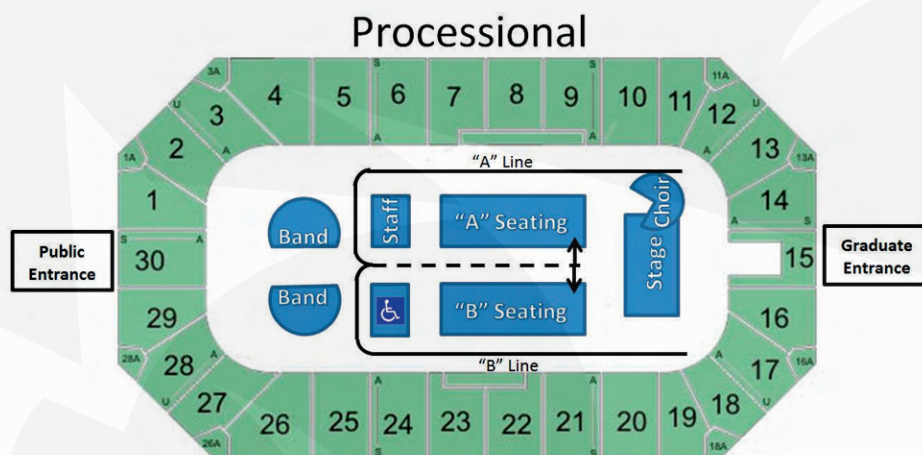 Processional
3A S S 11A
4 5 6 7 8 9 10 11
U 3 12 U
2 A A A A 13
1A 13A
"A" Line
1 14
Staff "A" Seating Choir
A S
Band
S A
Public
Entrance
30
Stage
15
Graduate
Entrance
Band
"B" Seating
29 16
28A 28 A A 17 16A
"B" Line
U 27 A A 18 U
26 25 24 23 22 21 20 19
26A S S 18A